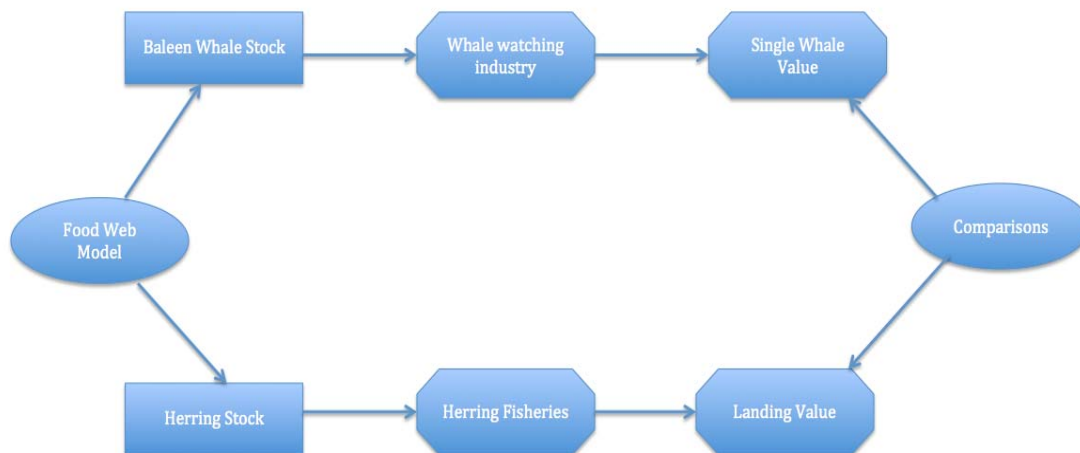 Baleen Whale Stock
Whale watching
industry
Single Whale
Value
Food Web
Model
Comparisons
Herring Stock
Herring Fisheries
Landing Value